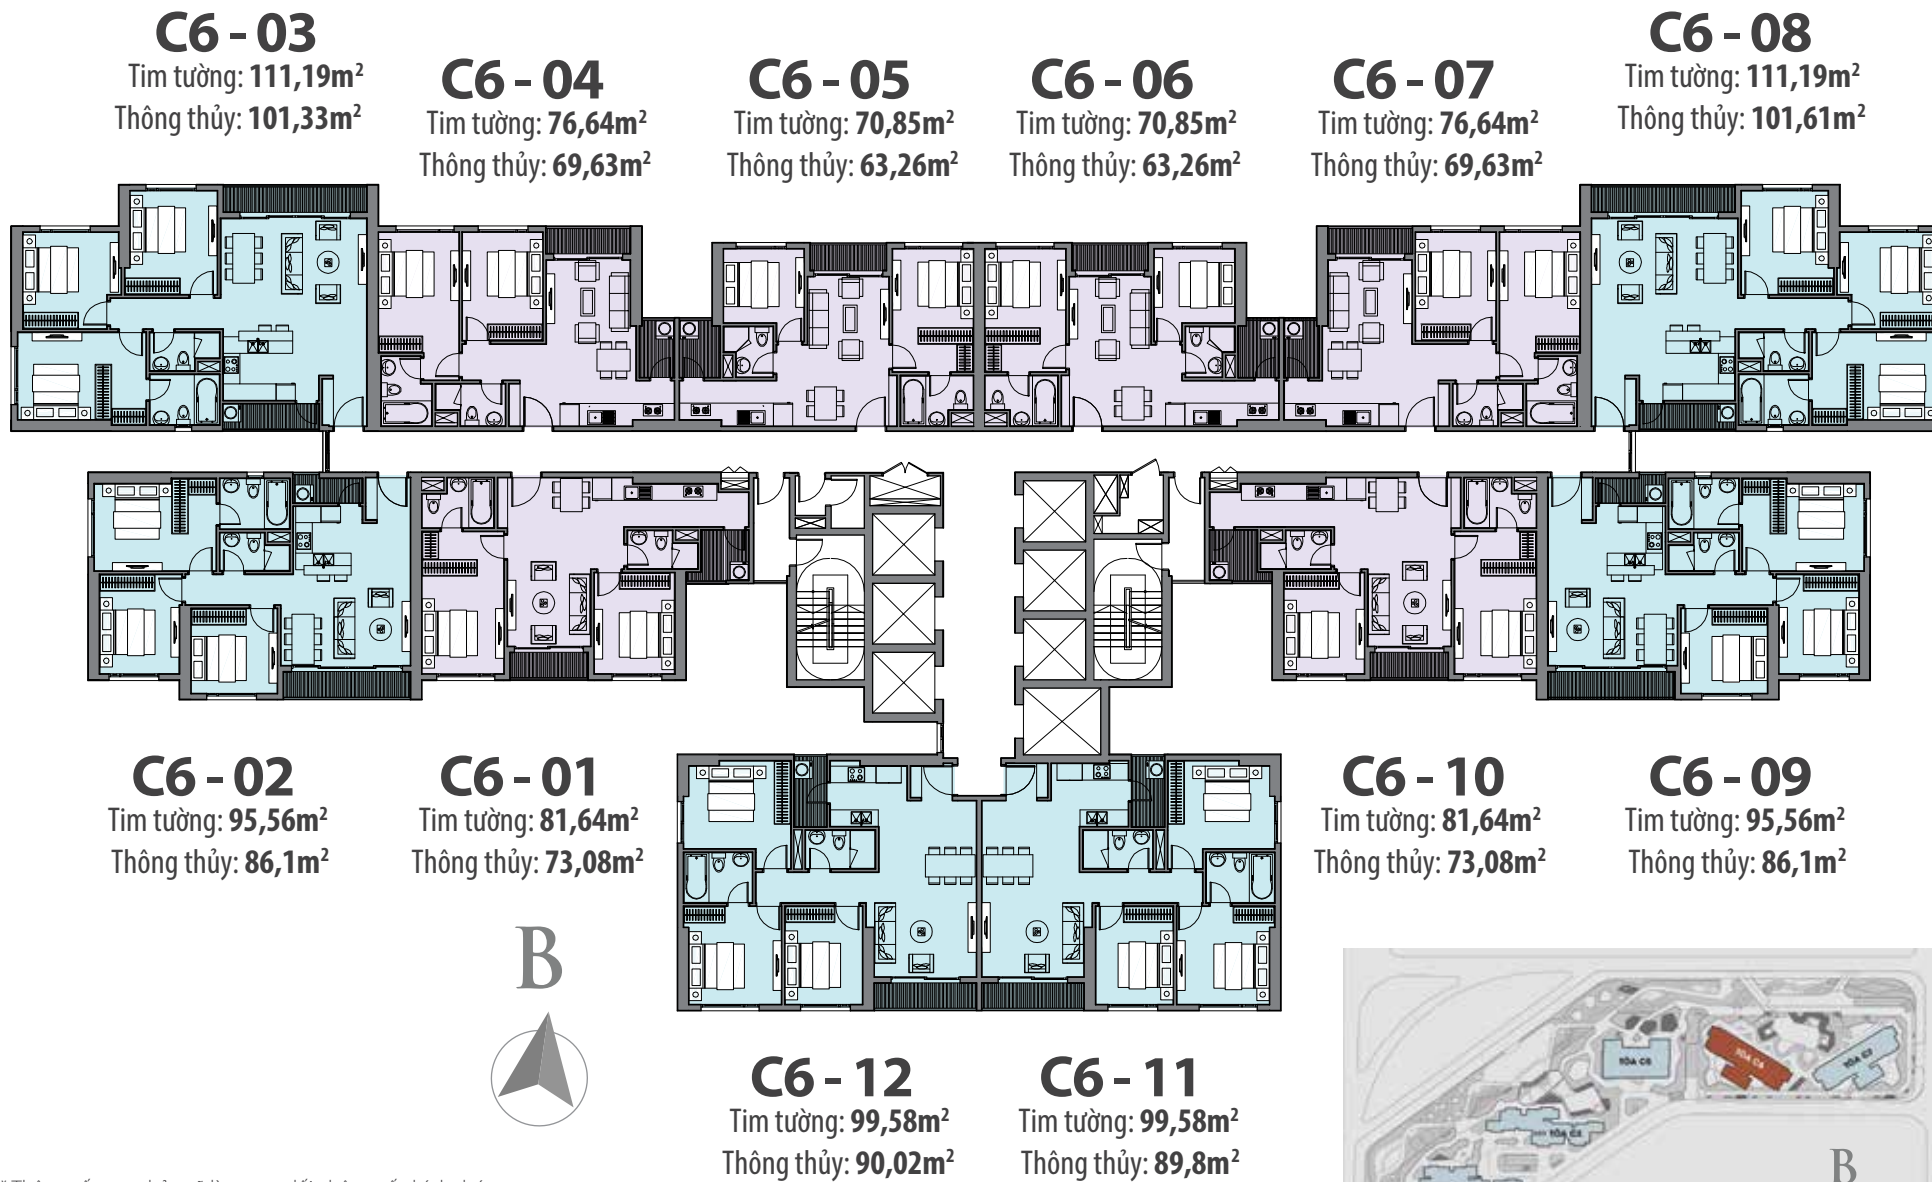 C6 - 03
Tim tường: 111,19m²
Thông thủy: 101,33m²
C6 - 04
Tim tường: 76,64m²
Thông thủy: 69,63m²
C6 - 05
Tim tường: 70,85m²
Thông thủy: 63,26m²
C6 - 06
Tim tường: 70,85m²
Thông thủy: 63,26m²
C6 - 07
Tim tường: 76,64m²
Thông thủy: 69,63m²
C6 - 08
Tim tường: 111,19m²
Thông thủy: 101,61m²
C6 - 02
Tim tường: 95,56m²
Thông thủy: 86,1m²
C6 - 01
Tim tường: 81,64m²
Thông thủy: 73,08m²
C6 - 10
Tim tường: 81,64m²
Thông thủy: 73,08m²
C6 - 09
Tim tường: 95,56m²
Thông thủy: 86,1m²
B
C6 - 12
Tim tường: 99,58m²
Thông thủy: 90,02m²
C6 - 11
Tim tường: 99,58m²
Thông thủy: 89,8m²
TÒA
TÒA
TÒA
TÒA
B